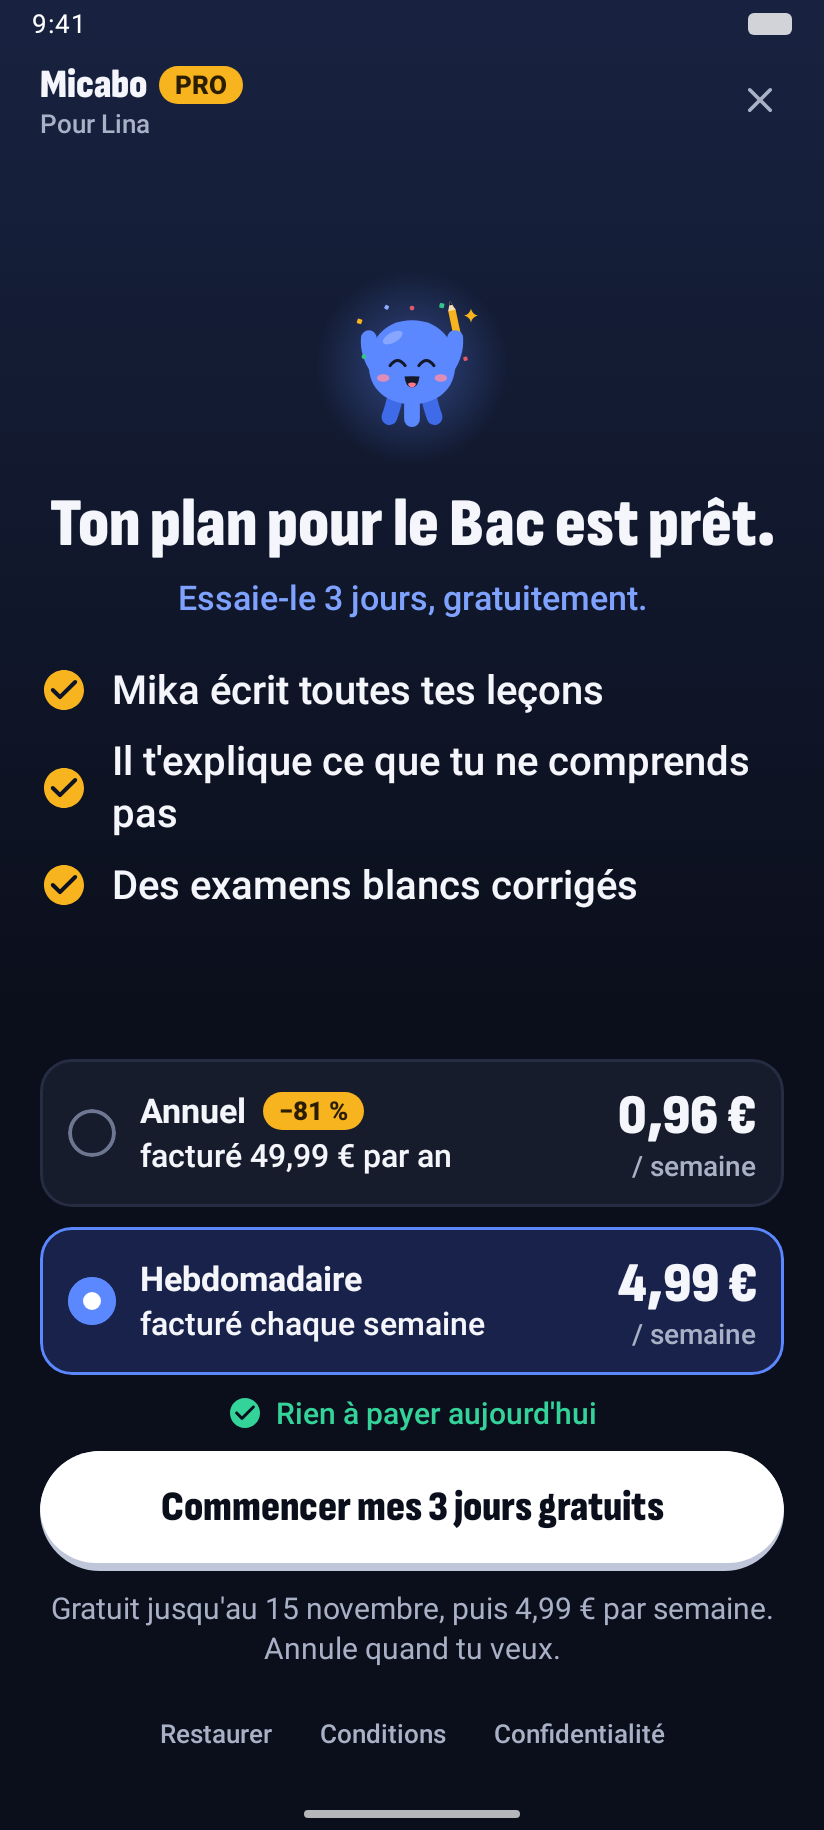 9:41
Micabo PRO
Pour Lina
Ton plan pour le Bac est prêt.
Essaie-le 3 jours, gratuitement.
Mika écrit toutes tes leçons
Il t'explique ce que tu ne comprends
pas
Des examens blancs corrigés
Annuel −81 %
facturé 49,99 € par an
0,96 €
/ semaine
Hebdomadaire
facturé chaque semaine
4,99 €
/ semaine
Rien à payer aujourd'hui
Commencer mes 3 jours gratuits
Gratuit jusqu'au 15 novembre, puis 4,99 € par semaine.
Annule quand tu veux.
Restaurer Conditions Confidentialité